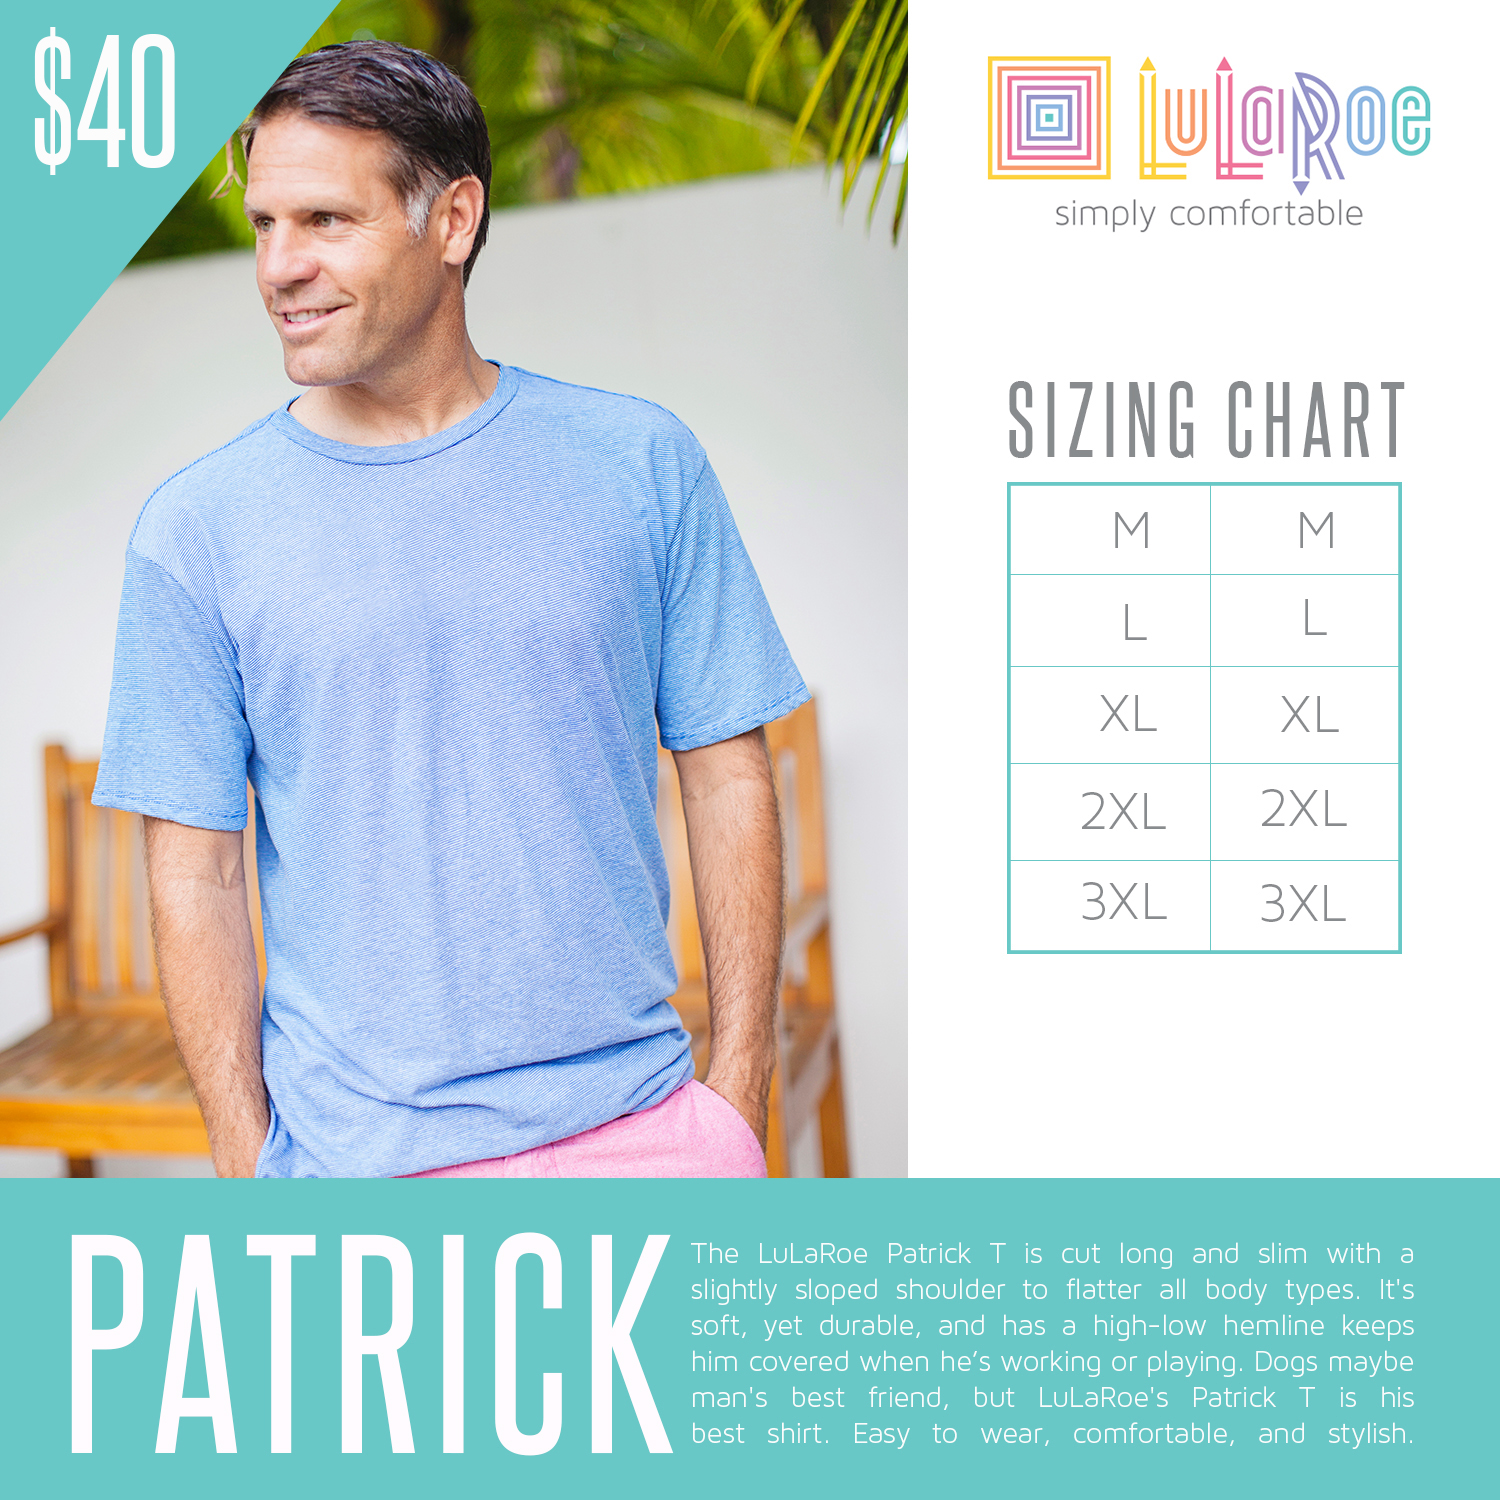 $40
LuLaRoe
simply comfortable
SIZING CHART
M M
L L
XL XL
2XL 2XL
3XL 3XL
PATRICK
The LuLaRoe Patrick T is cut long and slim with a
slightly sloped shoulder to flatter all body types. It's
soft, yet durable, and has a high-low hemline keeps
him covered when he’s working or playing. Dogs maybe
man's best friend, but LuLaRoe's Patrick T is his
best shirt. Easy to wear, comfortable, and stylish.